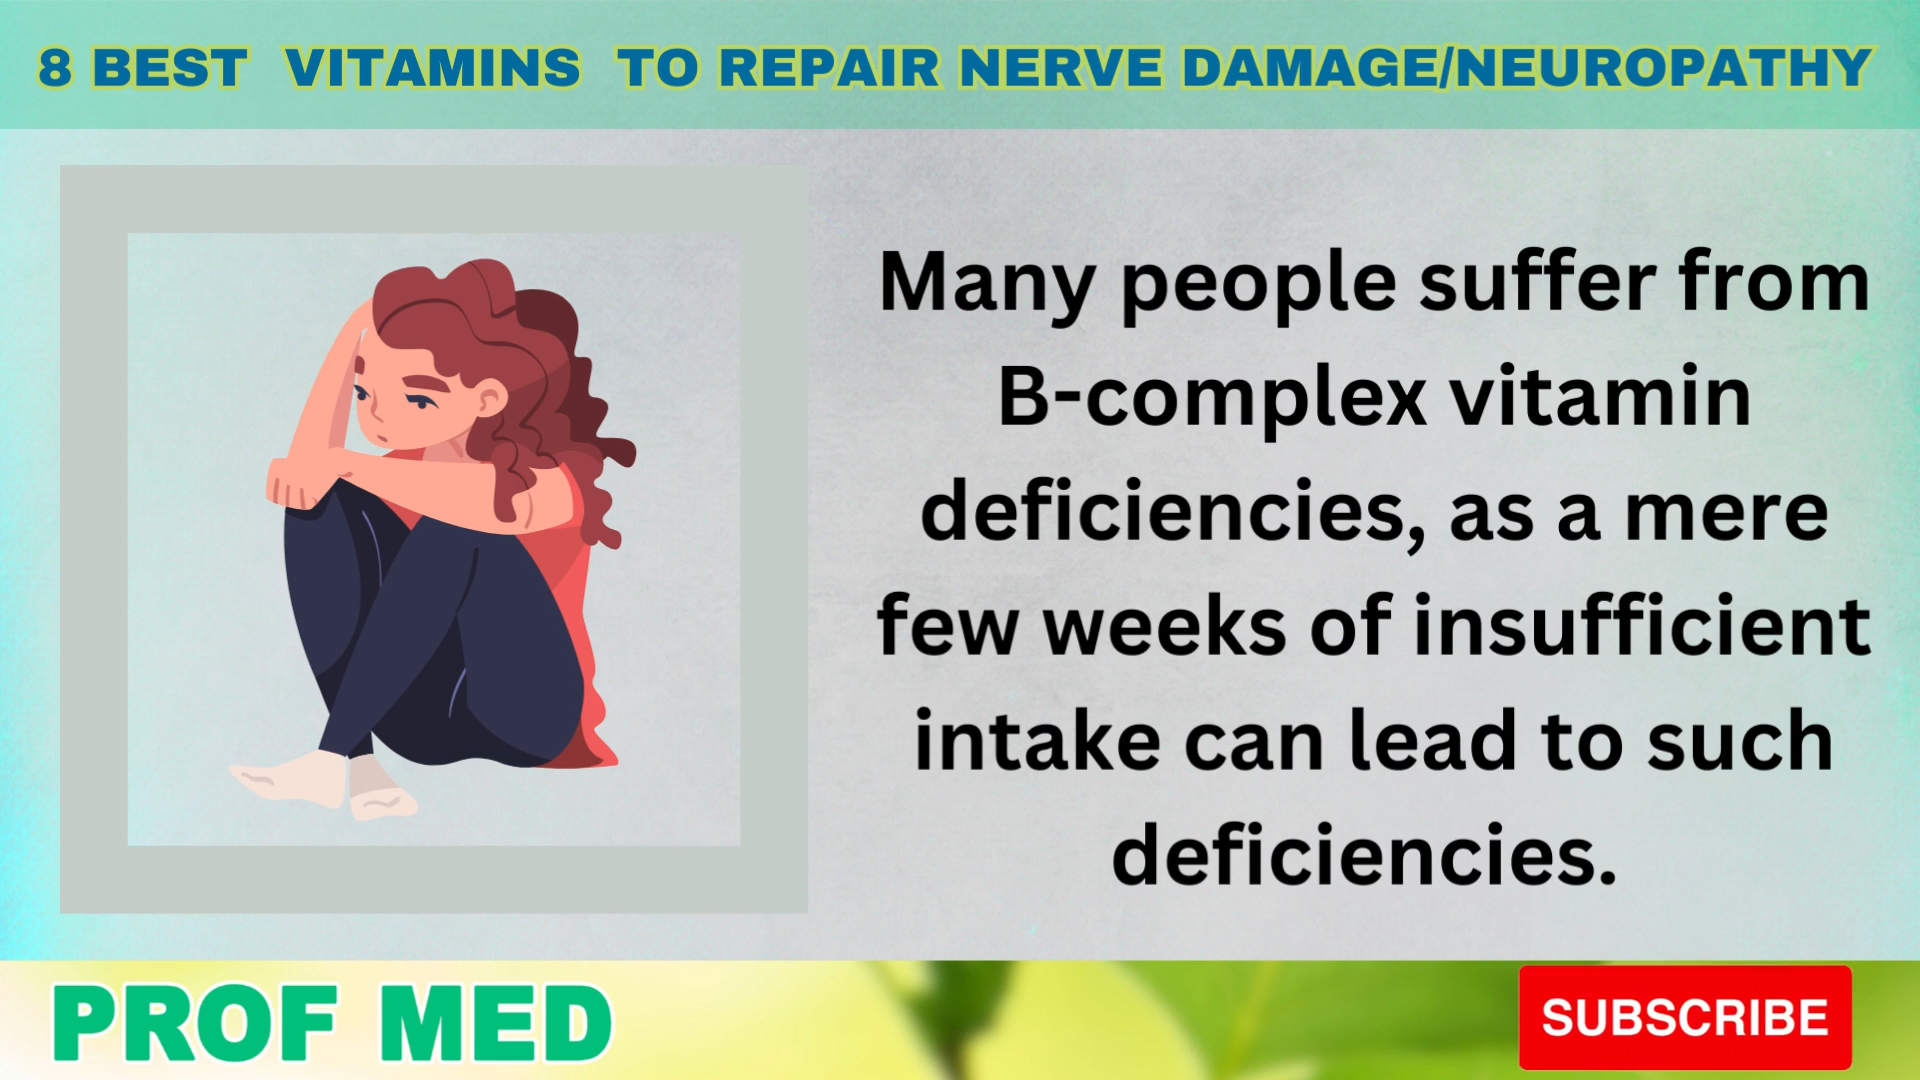 8 BEST VITAMINS TO REPAIR NERVE DAMAGE/NEUROPATHY
Many people suffer from
B-complex vitamin
deficiencies, as a mere
few weeks of insufficient
intake can lead to such
deficiencies.
PROF MED
SUBSCRIBE